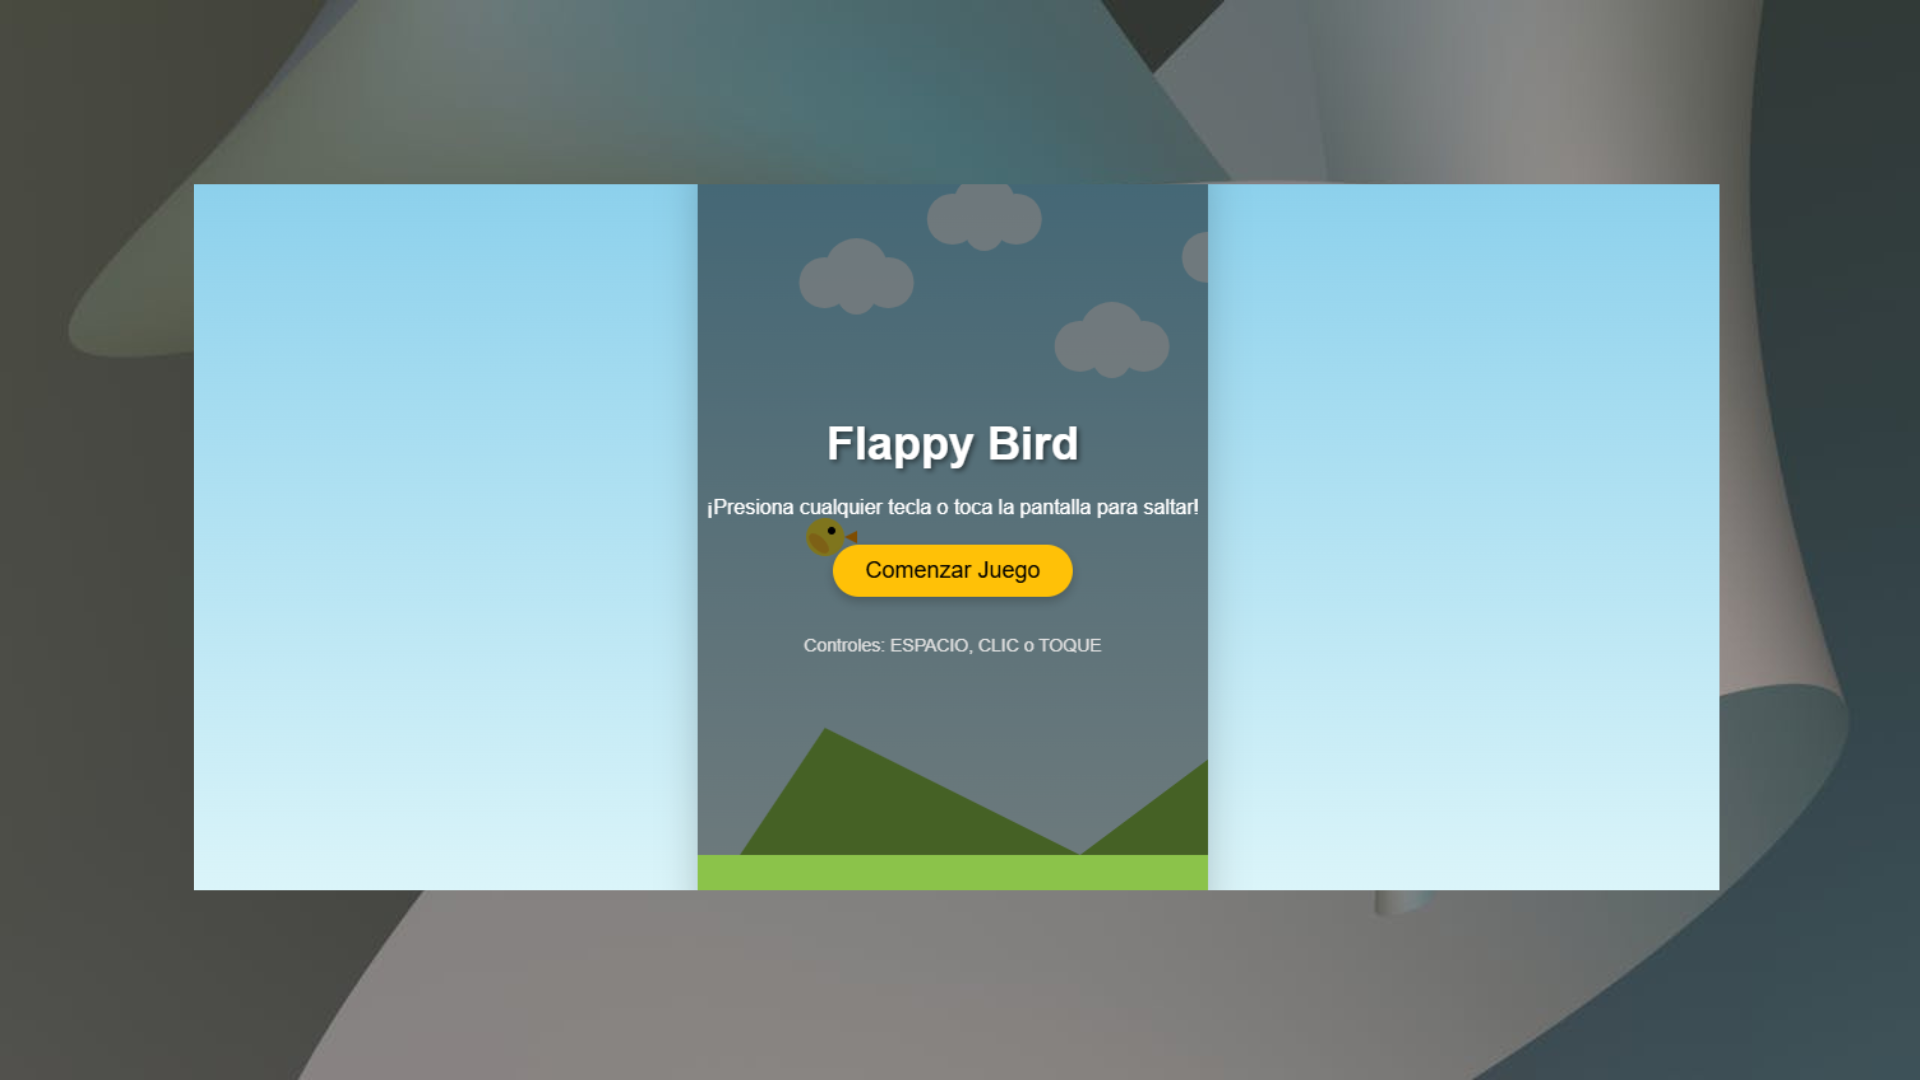 Flappy Bird
¡Presiona cualquier tecla o toca la pantalla para saltar!
Comenzar Juego
Controles: ESPACIO, CLIC o TOQUE